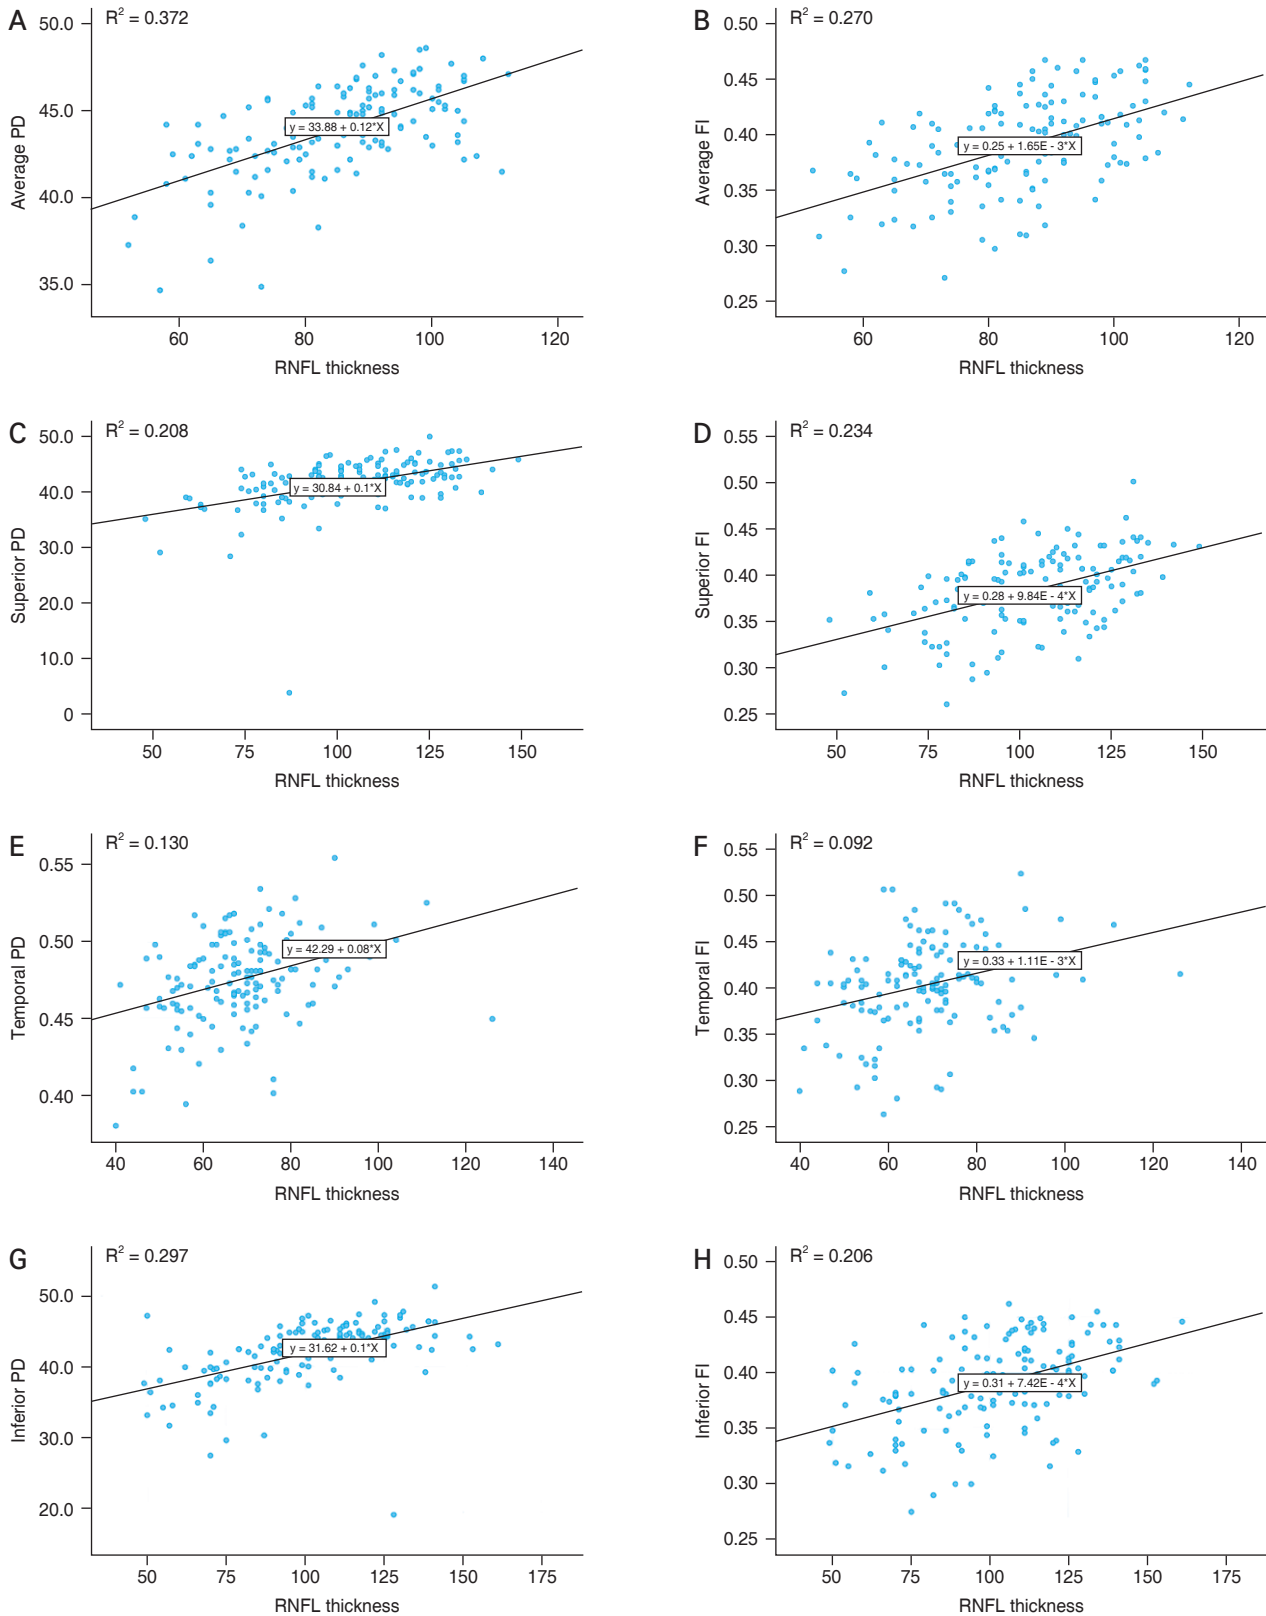 A
R² = 0.372
50.0
45.0
40.0
35.0
Average PD
y = 33.88 + 0.12*X
60 80 100 120
RNFL thickness
B
R² = 0.270
0.50
0.45
0.40
0.35
0.30
0.25
Average FI
y = 0.25 + 1.65E - 3*X
60 80 100 120
RNFL thickness
C
R² = 0.208
50.0
40.0
30.0
20.0
10.0
0
Superior PD
y = 30.84 + 0.1*X
50 75 100 125 150
RNFL thickness
D
R² = 0.234
0.55
0.50
0.45
0.40
0.35
0.30
0.25
Superior FI
y = 0.28 + 9.84E - 4*X
50 75 100 125 150
RNFL thickness
E
R² = 0.130
0.55
0.50
0.45
0.40
Temporal PD
y = 42.29 + 0.08*X
40 60 80 100 120 140
RNFL thickness
F
R² = 0.092
0.55
0.50
0.45
0.40
0.35
0.30
0.25
Temporal FI
y = 0.33 + 1.11E - 3*X
40 60 80 100 120 140
RNFL thickness
G
R² = 0.297
50.0
40.0
30.0
20.0
Inferior PD
y = 31.62 + 0.1*X
50 75 100 125 150 175
RNFL thickness
H
R² = 0.206
0.50
0.45
0.40
0.35
0.30
0.25
Inferior FI
y = 0.31 + 7.42E - 4*X
50 75 100 125 150 175
RNFL thickness